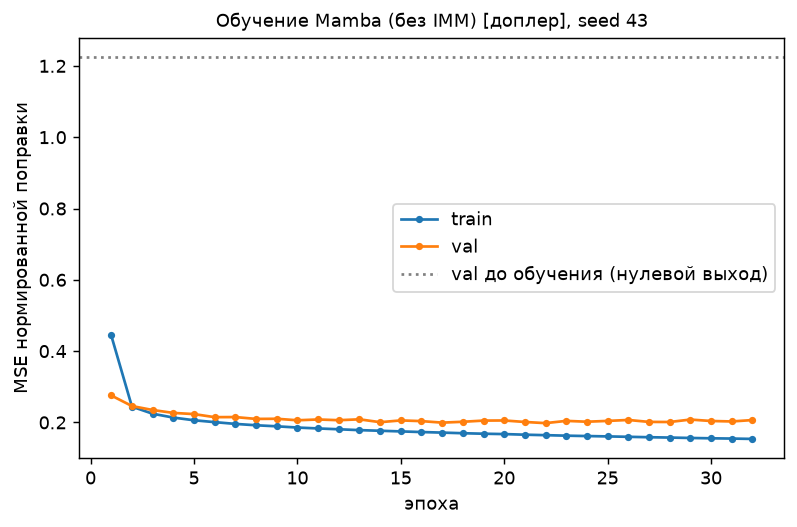 Обучение Mamba (без IMM) [доплер], seed 43
MSE нормированной поправки
1.2
1.0
0.8
0.6
0.4
0.2
train
val
val до обучения (нулевой выход)
0 5 10 15 20 25 30
эпоха